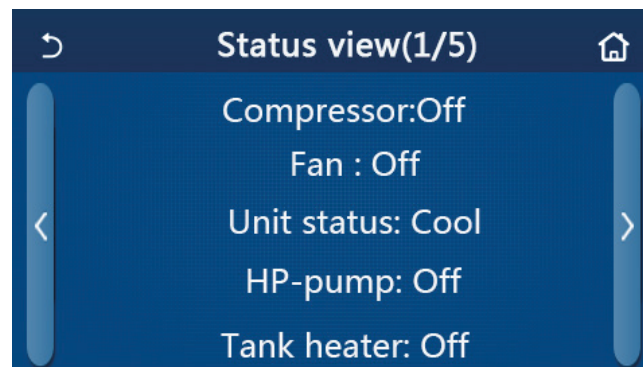 Status view(1/5)
Compressor:Off
Fan : Off
Unit status: Cool
HP-pump: Off
Tank heater: Off